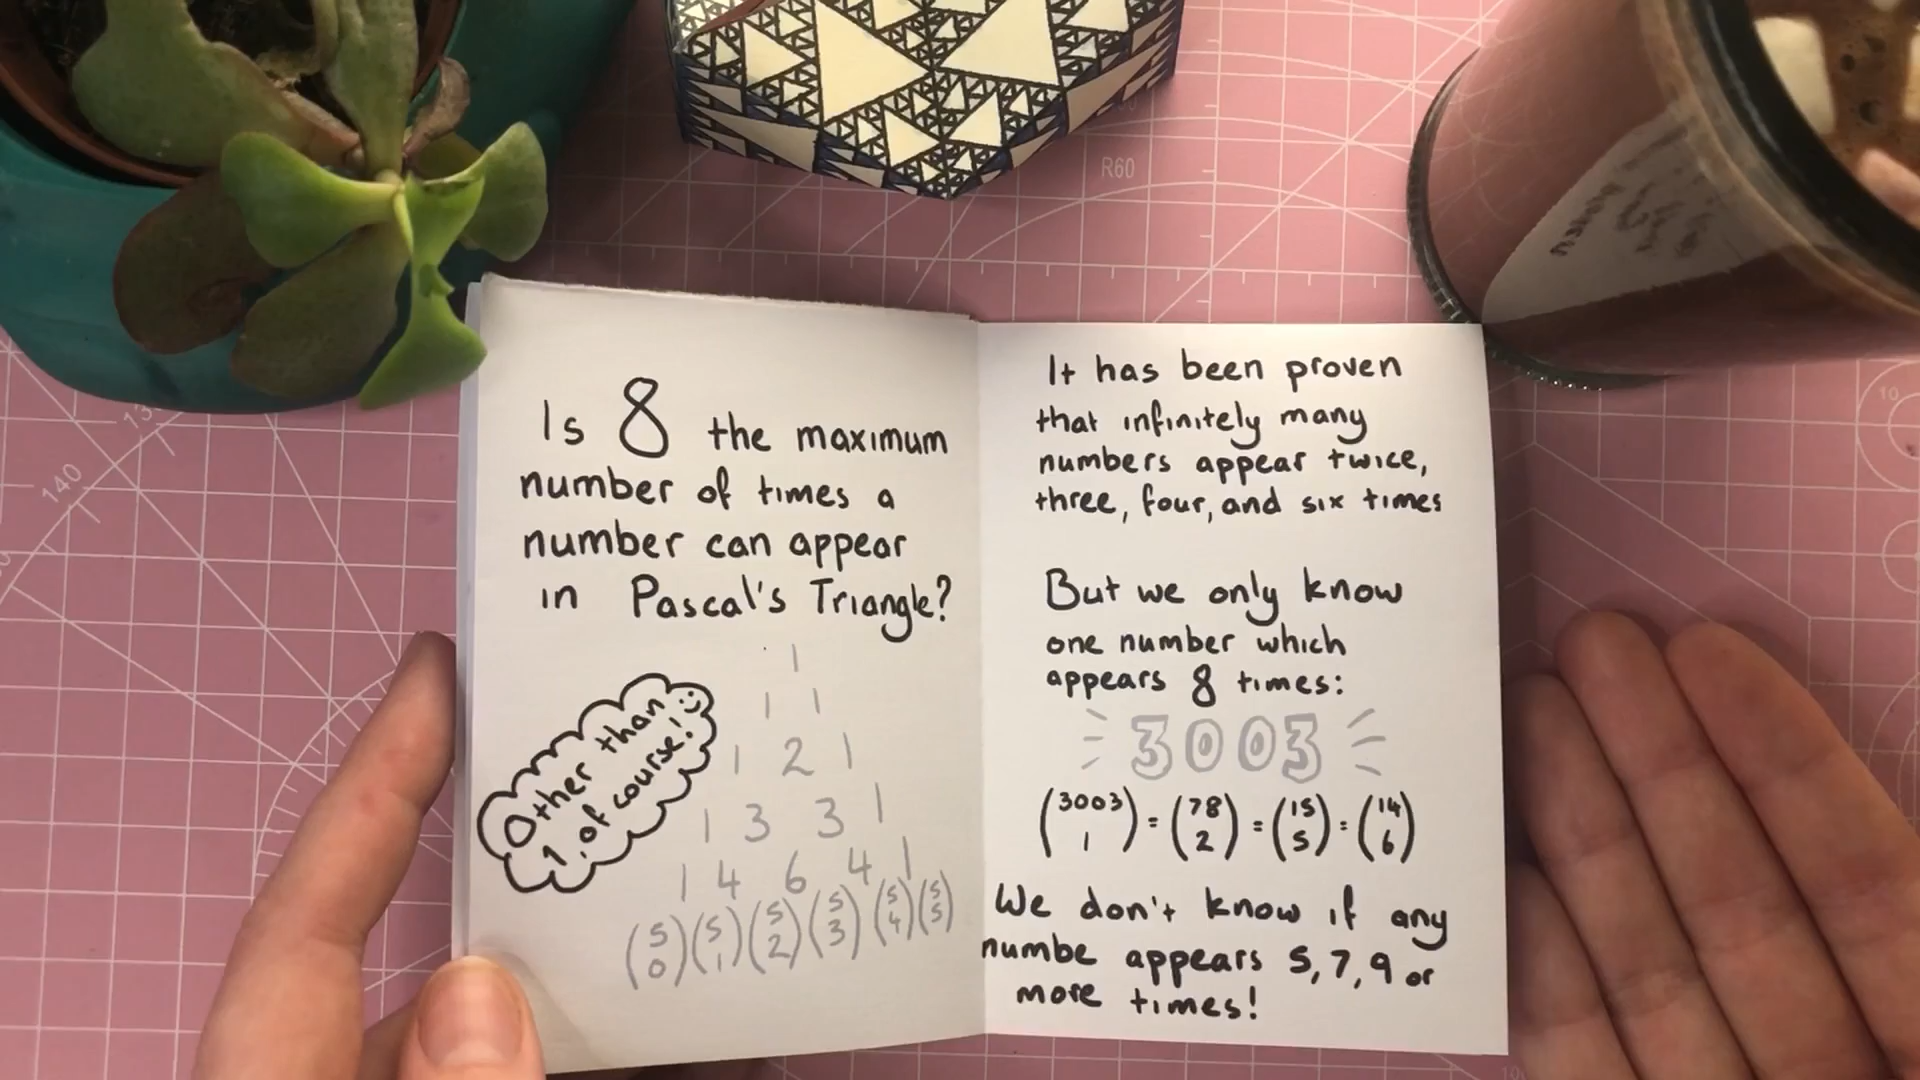 Is 8 the maximum
number of times a
number can appear
in Pascal's Triangle?
Other than
1, of course!
1
1 1
1 2 1
1 3 3 1
1 4 6 4 1
(5 0) (5 1) (5 2) (5 3) (5 4) (5 5)
It has been proven
that infinitely many
numbers appear twice,
three, four, and six times
But we only know
one number which
appears 8 times:
3003
(3003 1) = (78 2) = (15 5) = (14 6)
We don't know if any
numbe appears 5, 7, 9 or
more times!
R60
140
10